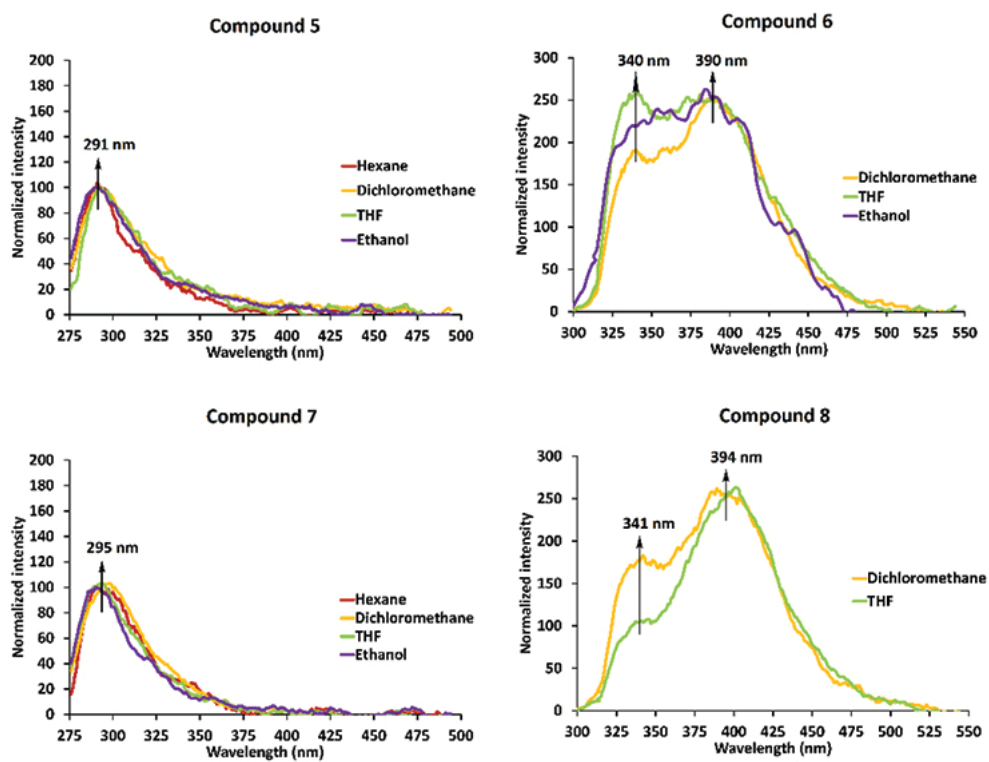 Compound 5
200
180
160
140
120
100
80
60
40
20
0
Normalized intensity
291 nm
Hexane
Dichloromethane
THF
Ethanol
275 300 325 350 375 400 425 450 475 500
Wavelength (nm)
Compound 6
300
250
200
150
100
50
0
Normalized intensity
340 nm 390 nm
Dichloromethane
THF
Ethanol
300 325 350 375 400 425 450 475 500 525 550
Wavelength (nm)
Compound 7
200
180
160
140
120
100
80
60
40
20
0
Normalized intensity
295 nm
Hexane
Dichloromethane
THF
Ethanol
275 300 325 350 375 400 425 450 475 500
Wavelength (nm)
Compound 8
300
250
200
150
100
50
0
Normalized intensity
394 nm
341 nm
Dichloromethane
THF
300 325 350 375 400 425 450 475 500 525 550
Wavelength (nm)